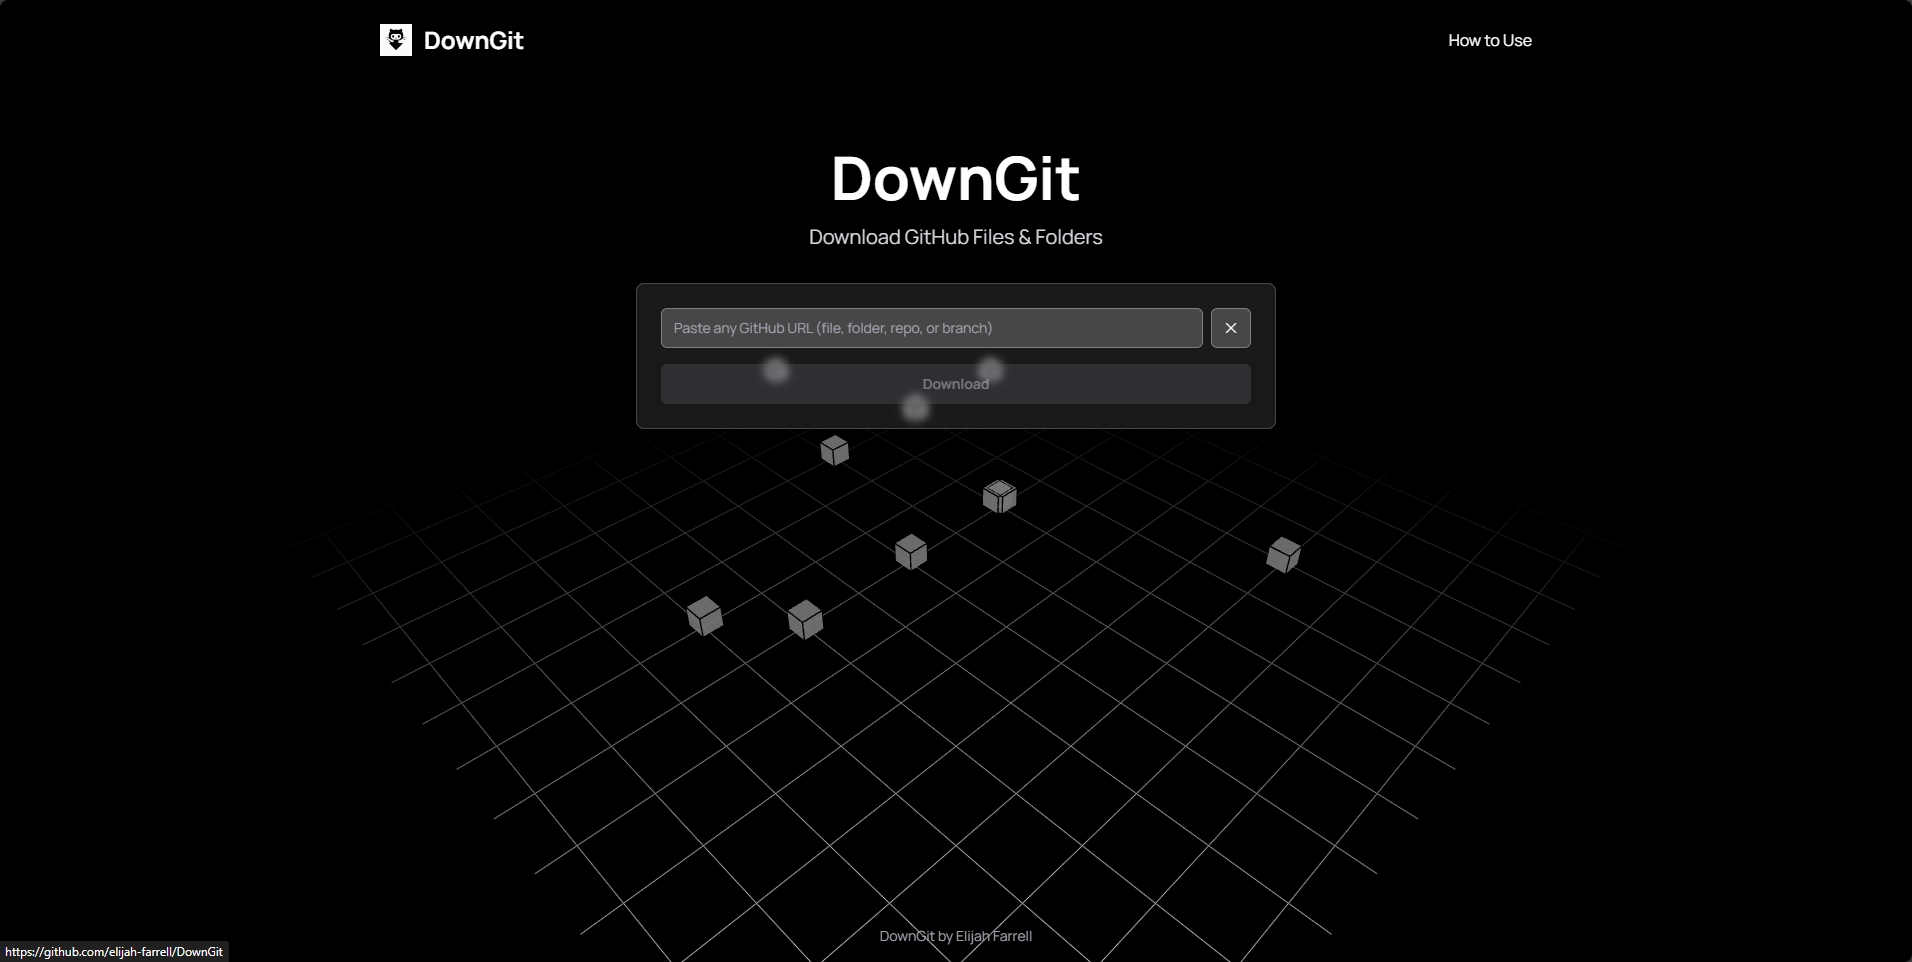 DownGit
How to Use
DownGit
Download GitHub Files & Folders
Paste any GitHub URL (file, folder, repo, or branch)
Download
DownGit by Elijah Farrell
https://github.com/elijah-farrell/DownGit